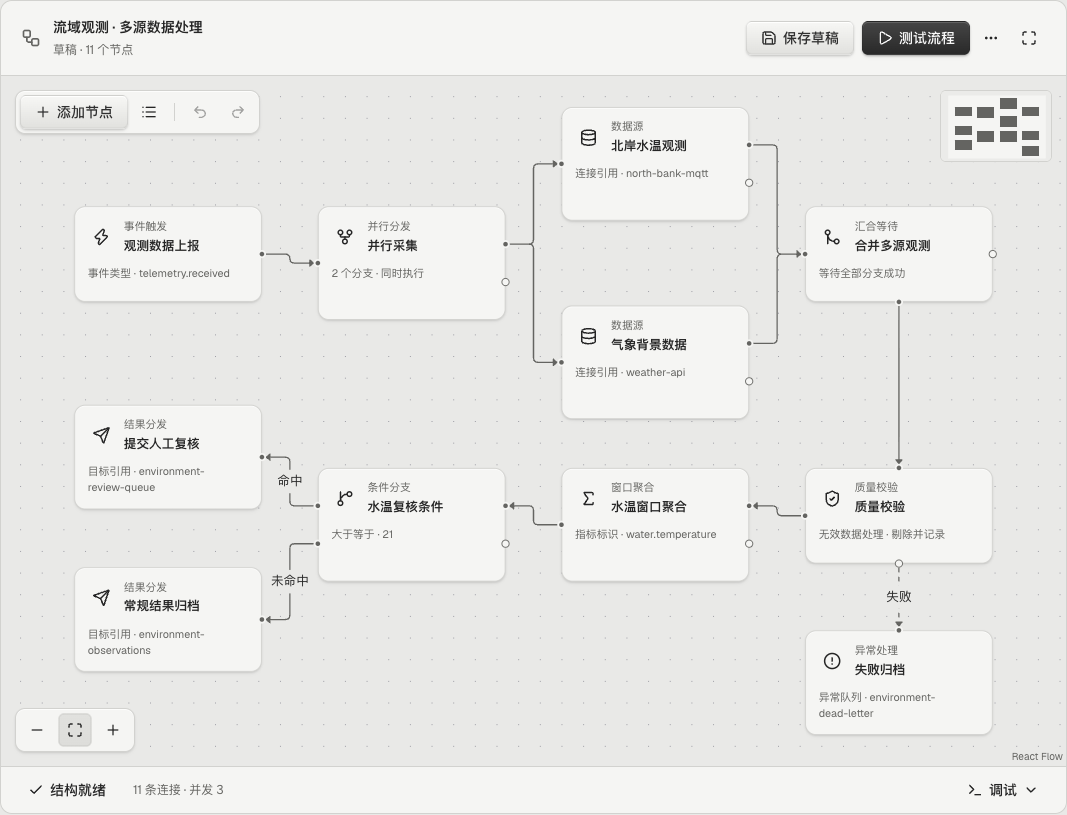 流域观测 · 多源数据处理
草稿 · 11 个节点
保存草稿
测试流程
添加节点
数据源
北岸水温观测
连接引用 · north-bank-mqtt
事件触发
观测数据上报
事件类型 · telemetry.received
并行分发
并行采集
2 个分支 · 同时执行
汇合等待
合并多源观测
等待全部分支成功
数据源
气象背景数据
连接引用 · weather-api
结果分发
提交人工复核
目标引用 · environment-
review-queue
命中
条件分支
水温复核条件
大于等于 · 21
窗口聚合
水温窗口聚合
指标标识 · water.temperature
质量校验
质量校验
无效数据处理 · 剔除并记录
未命中
结果分发
常规结果归档
目标引用 · environment-
observations
失败
异常处理
失败归档
异常队列 · environment-
dead-letter
React Flow
结构就绪
11 条连接 · 并发 3
调试